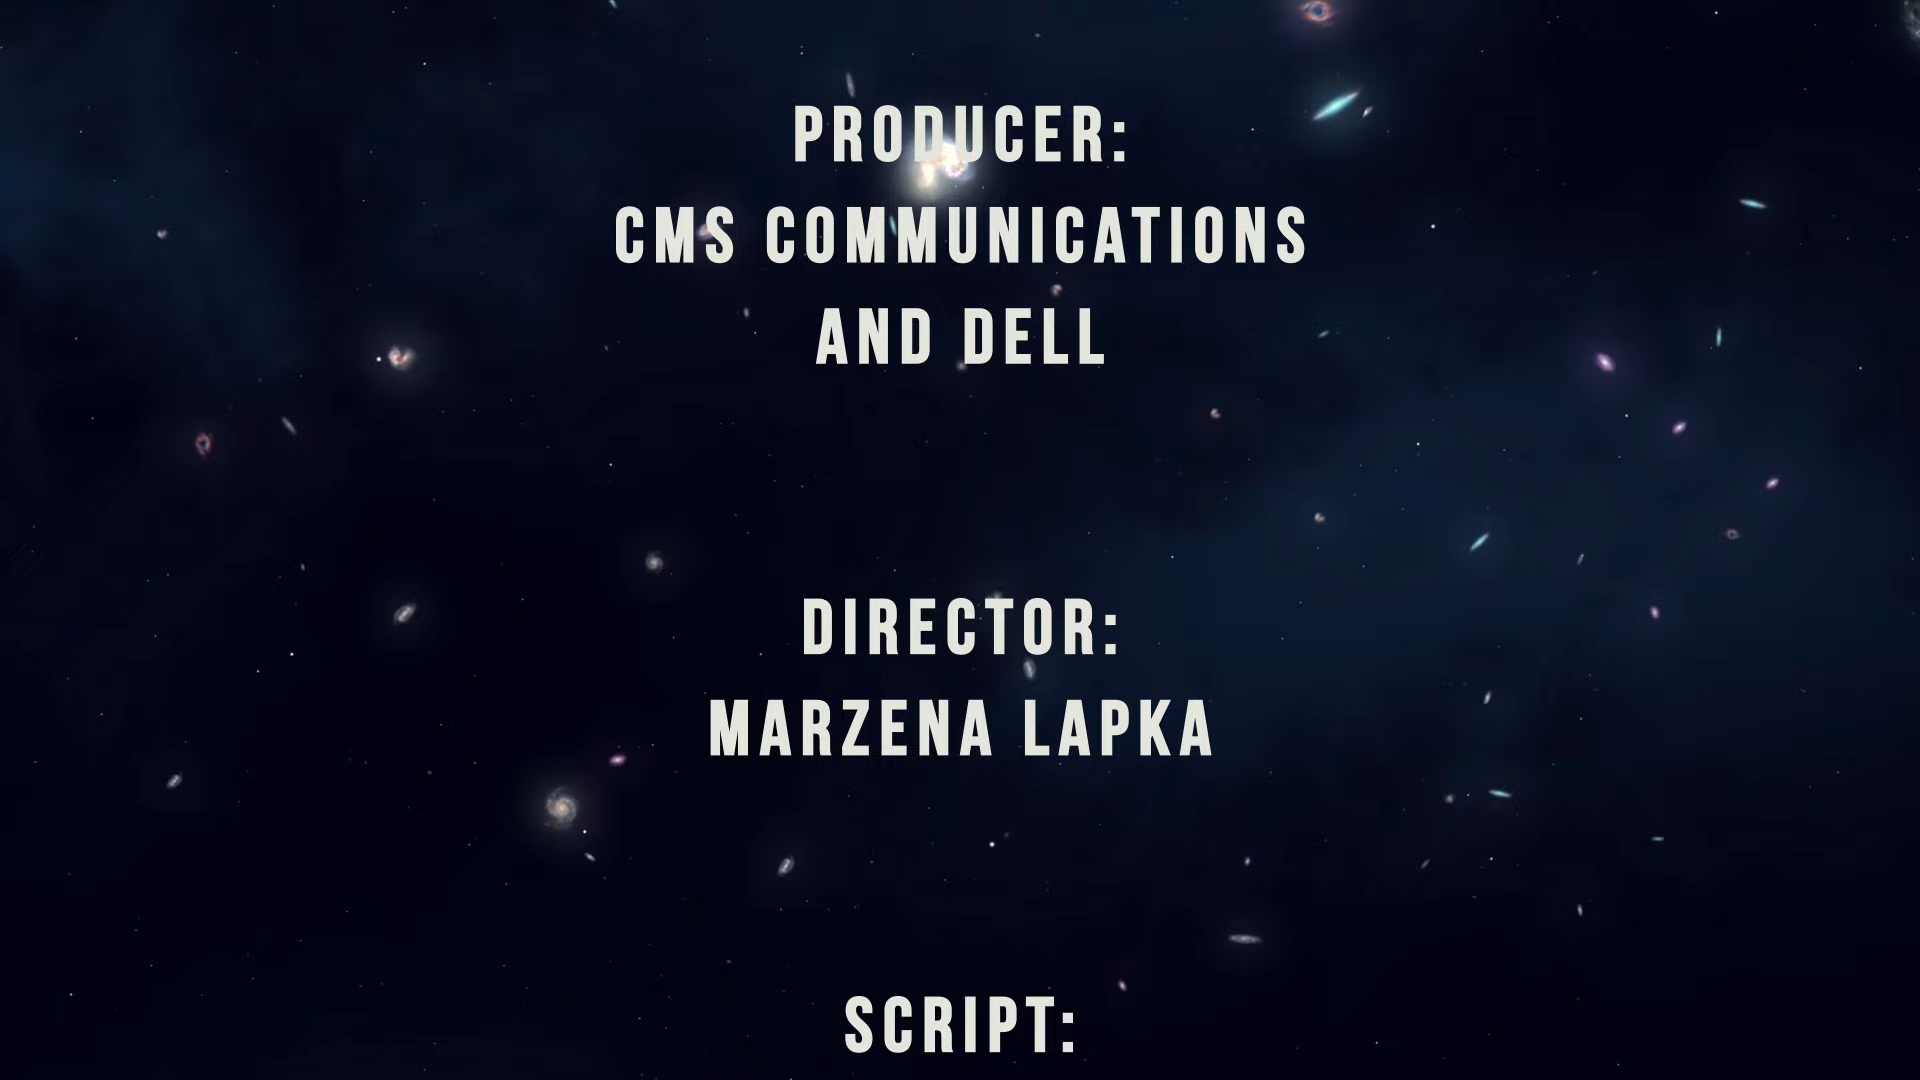 PRODUCER:
CMS COMMUNICATIONS
AND DELL
DIRECTOR:
MARZENA LAPKA
SCRIPT: